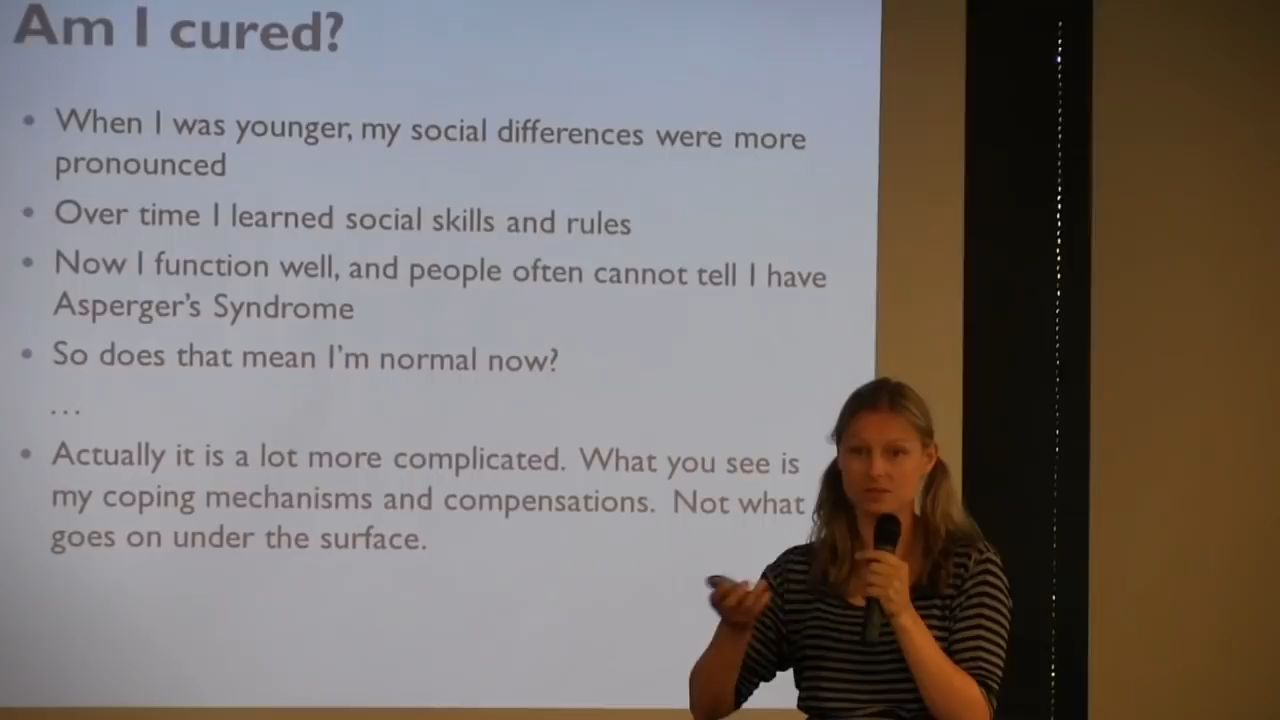 Am I cured?
• When I was younger, my social differences were more
pronounced
• Over time I learned social skills and rules
• Now I function well, and people often cannot tell I have
Asperger's Syndrome
• So does that mean I'm normal now?
...
• Actually it is a lot more complicated. What you see is
my coping mechanisms and compensations. Not what
goes on under the surface.